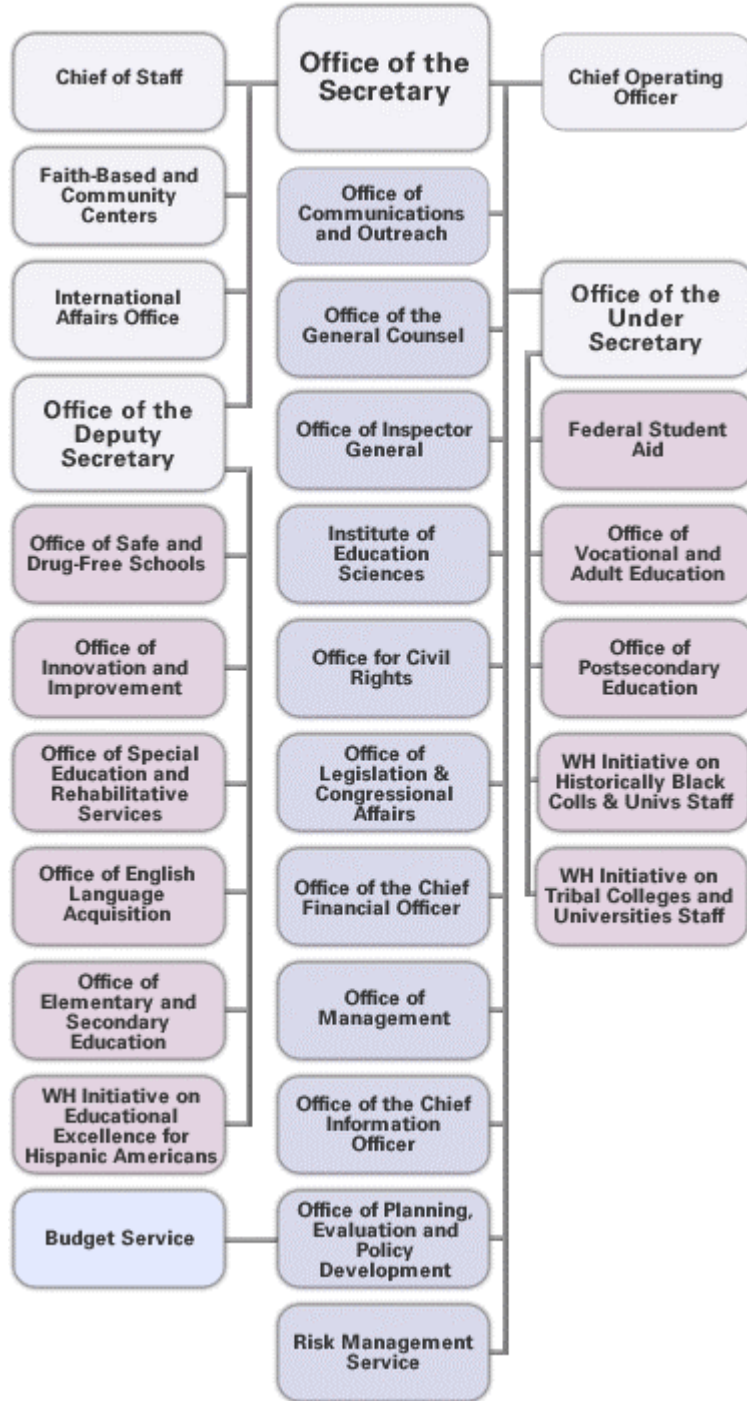 Office of the
Secretary
Chief of Staff
Chief Operating
Officer
Faith-Based and
Community
Centers
International
Affairs Office
Office of the
Deputy
Secretary
Office of Safe and
Drug-Free Schools
Office of
Innovation and
Improvement
Office of Special
Education and
Rehabilitative
Services
Office of English
Language
Acquisition
Office of
Elementary and
Secondary
Education
WH Initiative on
Educational
Excellence for
Hispanic Americans
Budget Service
Office of
Communications
and Outreach
Office of the
General Counsel
Office of Inspector
General
Institute of
Education
Sciences
Office for Civil
Rights
Office of
Legislation &
Congressional
Affairs
Office of the Chief
Financial Officer
Office of
Management
Office of the Chief
Information
Officer
Office of Planning,
Evaluation and
Policy
Development
Risk Management
Service
Office of the
Under
Secretary
Federal Student
Aid
Office of
Vocational and
Adult Education
Office of
Postsecondary
Education
WH Initiative on
Historically Black
Colls & Univs Staff
WH Initiative on
Tribal Colleges and
Universities Staff